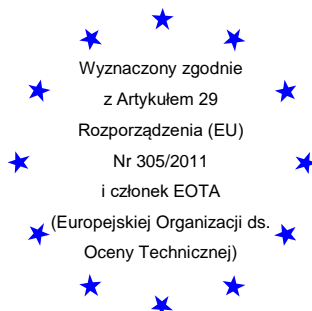 Wyznaczony zgodnie
z Artykułem 29
Rozporządzenia (EU)
Nr 305/2011
i członek EOTA
(Europejskiej Organizacji ds.
Oceny Technicznej)